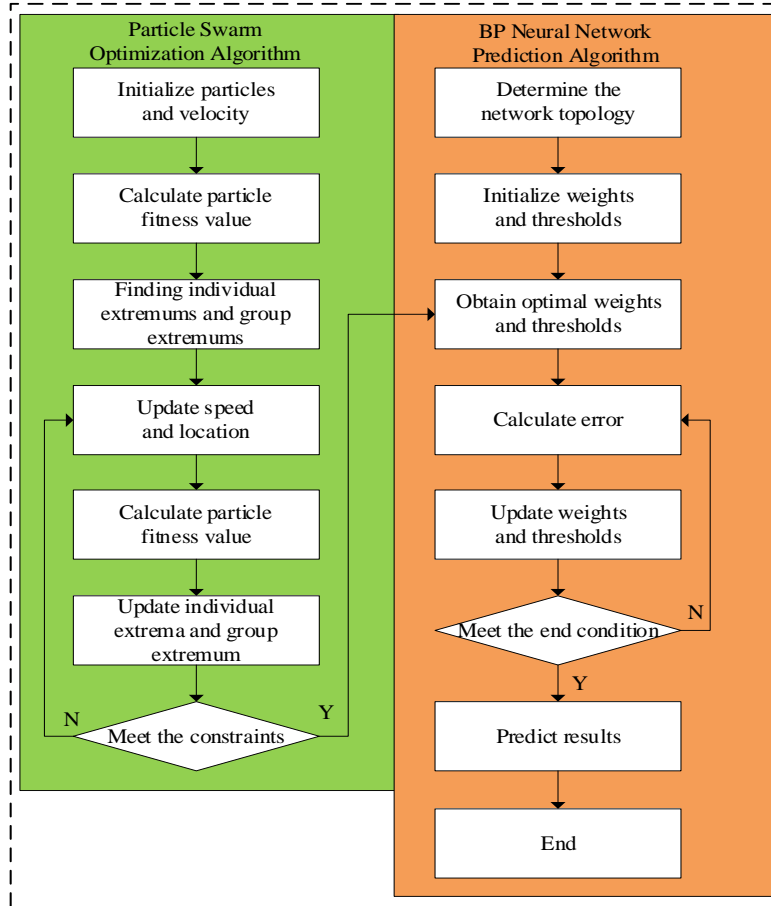 Particle Swarm
Optimization Algorithm
Initialize particles
and velocity
Calculate particle
fitness value
Finding individual
extremums and group
extremums
Update speed
and location
Calculate particle
fitness value
Update individual
extrema and group
extremum
N
Y
Meet the constraints
BP Neural Network
Prediction Algorithm
Determine the
network topology
Initialize weights
and thresholds
Obtain optimal weights
and thresholds
Calculate error
Update weights
and thresholds
Meet the end condition
N
Y
Predict results
End